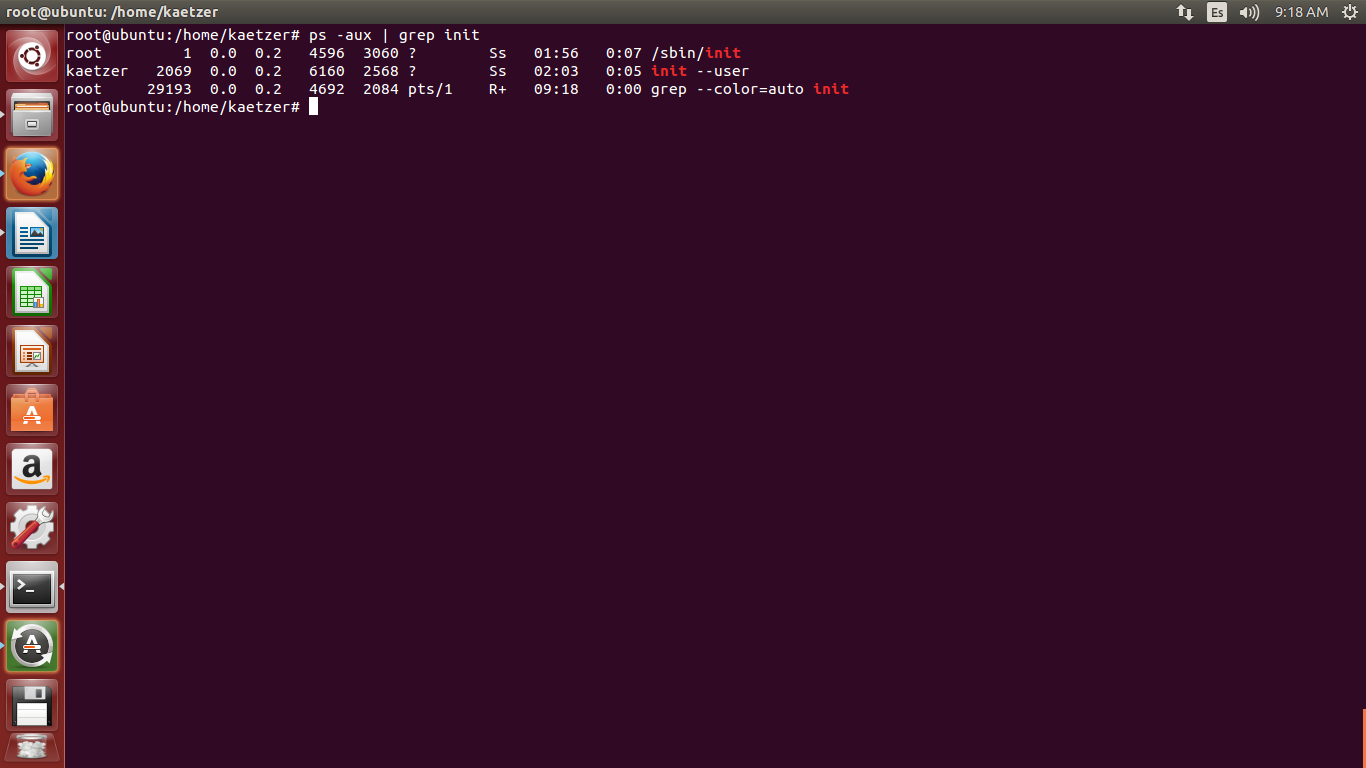 root@ubuntu: /home/kaetzer
Es
9:18 AM
root@ubuntu:/home/kaetzer# ps -aux | grep init
root         1  0.0  0.2   4596  3060 ?        Ss   01:56   0:07 /sbin/init
kaetzer   2069  0.0  0.2   6160  2568 ?        Ss   02:03   0:05 init --user
root     29193  0.0  0.2   4692  2084 pts/1    R+   09:18   0:00 grep --color=auto init
root@ubuntu:/home/kaetzer#
a
>_